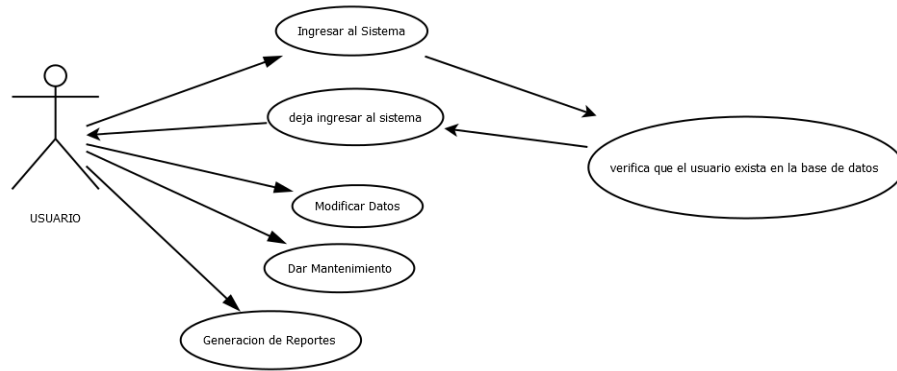 Ingresar al Sistema
deja ingresar al sistema
verifica que el usuario exista en la base de datos
Modificar Datos
USUARIO
Dar Mantenimiento
Generacion de Reportes